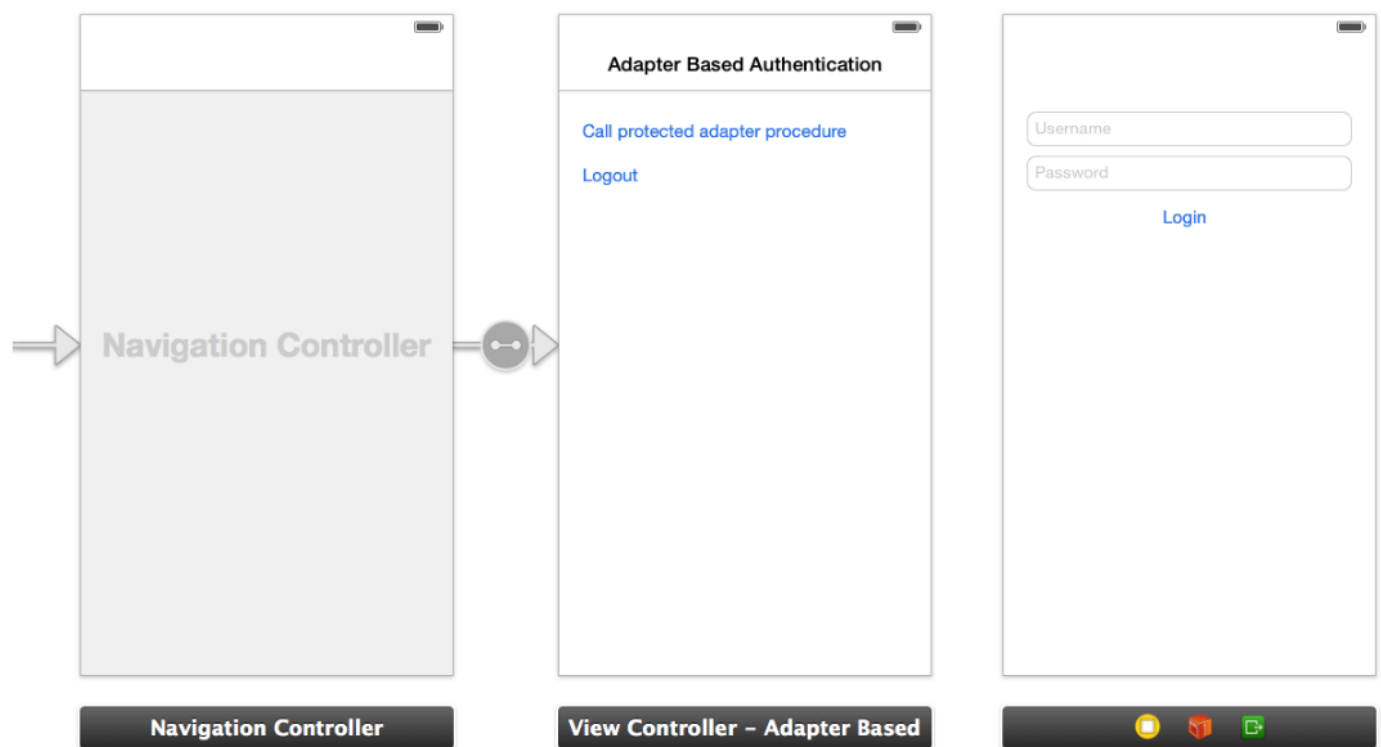 Navigation Controller
Navigation Controller
Adapter Based Authentication
Call protected adapter procedure
Logout
View Controller – Adapter Based
Username
Password
Login